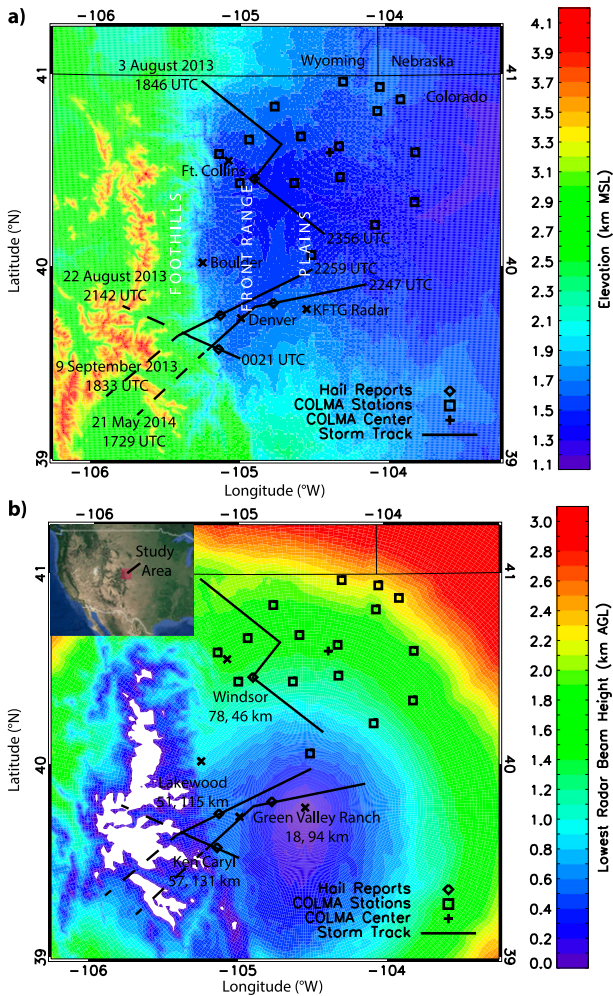 a)
−106
−105
−104
3 August 2013
1846 UTC
Wyoming
Nebraska
Colorado
41
41
Ft. Collins
FOOTHILLS
FRONT RANGE
PLAINS
2356 UTC
40
40
Boulder
2259 UTC
22 August 2013
2142 UTC
2247 UTC
KFTG Radar
Denver
0021 UTC
9 September 2013
1833 UTC
21 May 2014
1729 UTC
Hail Reports
COLMA Stations
COLMA Center
Storm Track
39
39
−106
−105
−104
Latitude (°N)
Longitude (°W)
4.1
3.9
3.7
3.5
3.3
3.1
2.9
2.7
2.5
2.3
2.1
1.9
1.7
1.5
1.3
1.1
Elevation (km MSL)
b)
−106
−105
−104
Study
Area
41
41
Windsor
78, 46 km
40
40
Lakewood
51, 115 km
Green Valley Ranch
18, 94 km
Ken Caryl
57, 131 km
Hail Reports
COLMA Stations
COLMA Center
Storm Track
39
39
−106
−105
−104
Latitude (°N)
Longitude (°W)
3.0
2.8
2.6
2.4
2.2
2.0
1.8
1.6
1.4
1.2
1.0
0.8
0.6
0.4
0.2
0.0
Lowest Radar Beam Height (km AGL)